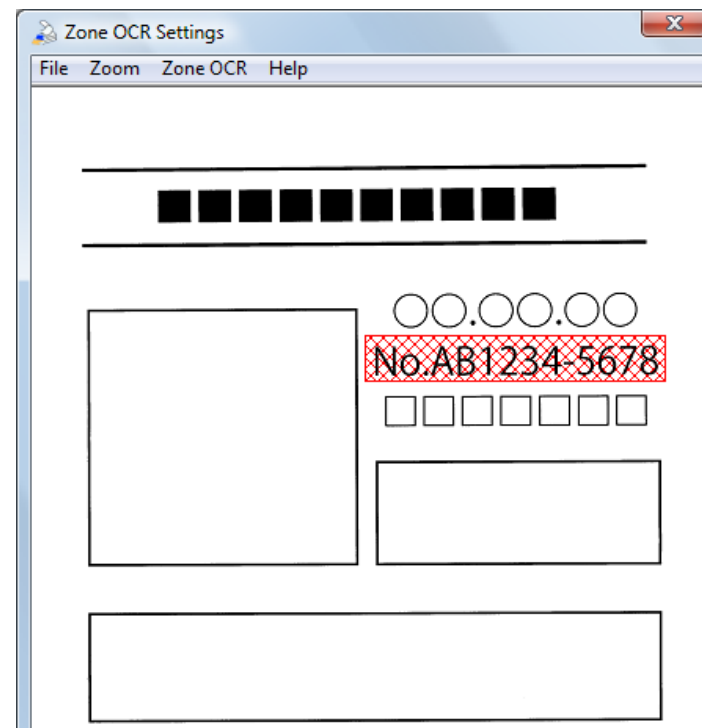 Zone OCR Settings
File Zoom Zone OCR Help
■■■■■■■■■■
○○.○○.○○
No.AB1234-5678
□□□□□□□